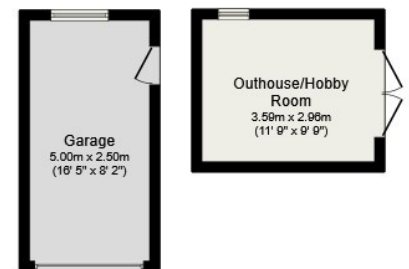 Garage
5.00m x 2.50m
(16' 5" x 8' 2")
Outhouse/Hobby
Room
3.59m x 2.96m
(11' 9" x 9' 9")